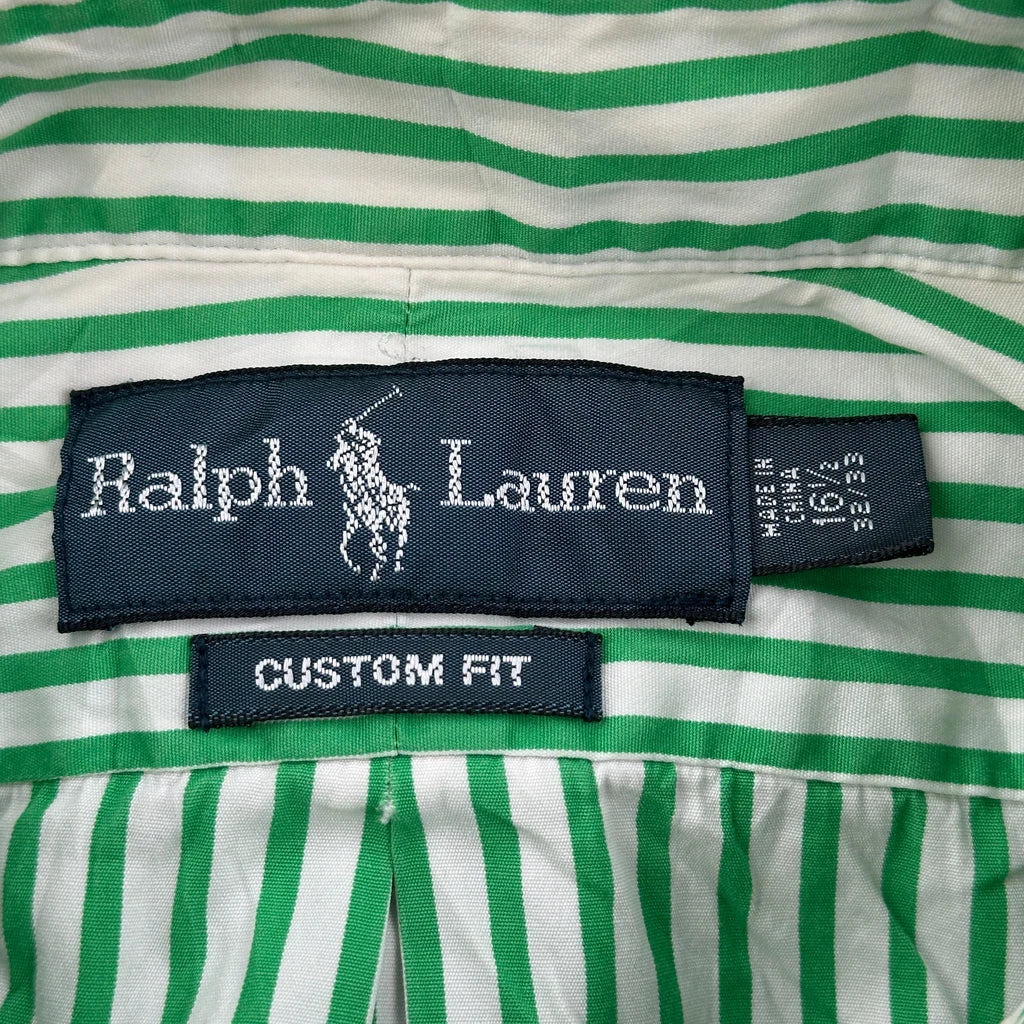 Ralph Lauren
MADE IN
CHINA
16½
32/33
CUSTOM FIT